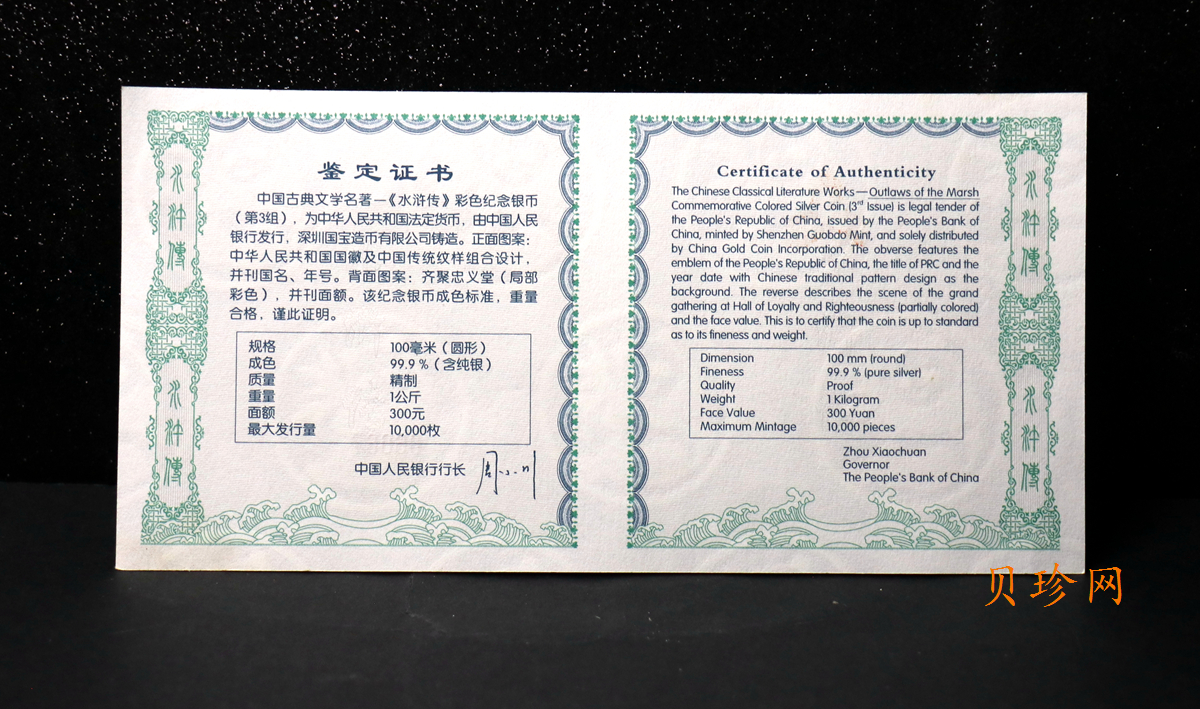 鉴定证书
中国古典文学名著—《水浒传》彩色纪念银币
（第3组），为中华人民共和国法定货币，由中国人民
银行发行，深圳国宝造币有限公司铸造。正面图案：
中华人民共和国国徽及中国传统纹样组合设计，
并刊国名、年号。背面图案：齐聚忠义堂（局部
彩色），并刊面额。该纪念银币成色标准，重量
合格，谨此证明。
规格 100毫米（圆形）
成色 99.9％（含纯银）
质量 精制
重量 1公斤
面额 300元
最大发行量 10,000枚
中国人民银行行长 周小川
水浒傳
水浒傳
Certificate of Authenticity
The Chinese Classical Literature Works—Outlaws of the Marsh
Commemorative Colored Silver Coin (3rd Issue) is legal tender of
the People's Republic of China, issued by the People's Bank of
China, minted by Shenzhen Guobdo Mint, and solely distributed
by China Gold Coin Incorporation. The obverse features the
emblem of the People's Republic of China, the title of PRC and the
year date with Chinese traditional pattern design as the
background. The reverse describes the scene of the grand
gathering at Hall of Loyalty and Righteousness (partially colored)
and the face value. This is to certify that the coin is up to standard
as to its fineness and weight.
Dimension 100 mm (round)
Fineness 99.9 % (pure silver)
Quality Proof
Weight 1 Kilogram
Face Value 300 Yuan
Maximum Mintage 10,000 pieces
Zhou Xiaochuan
Governor
The People's Bank of China
水浒傳
水浒傳
贝珍网